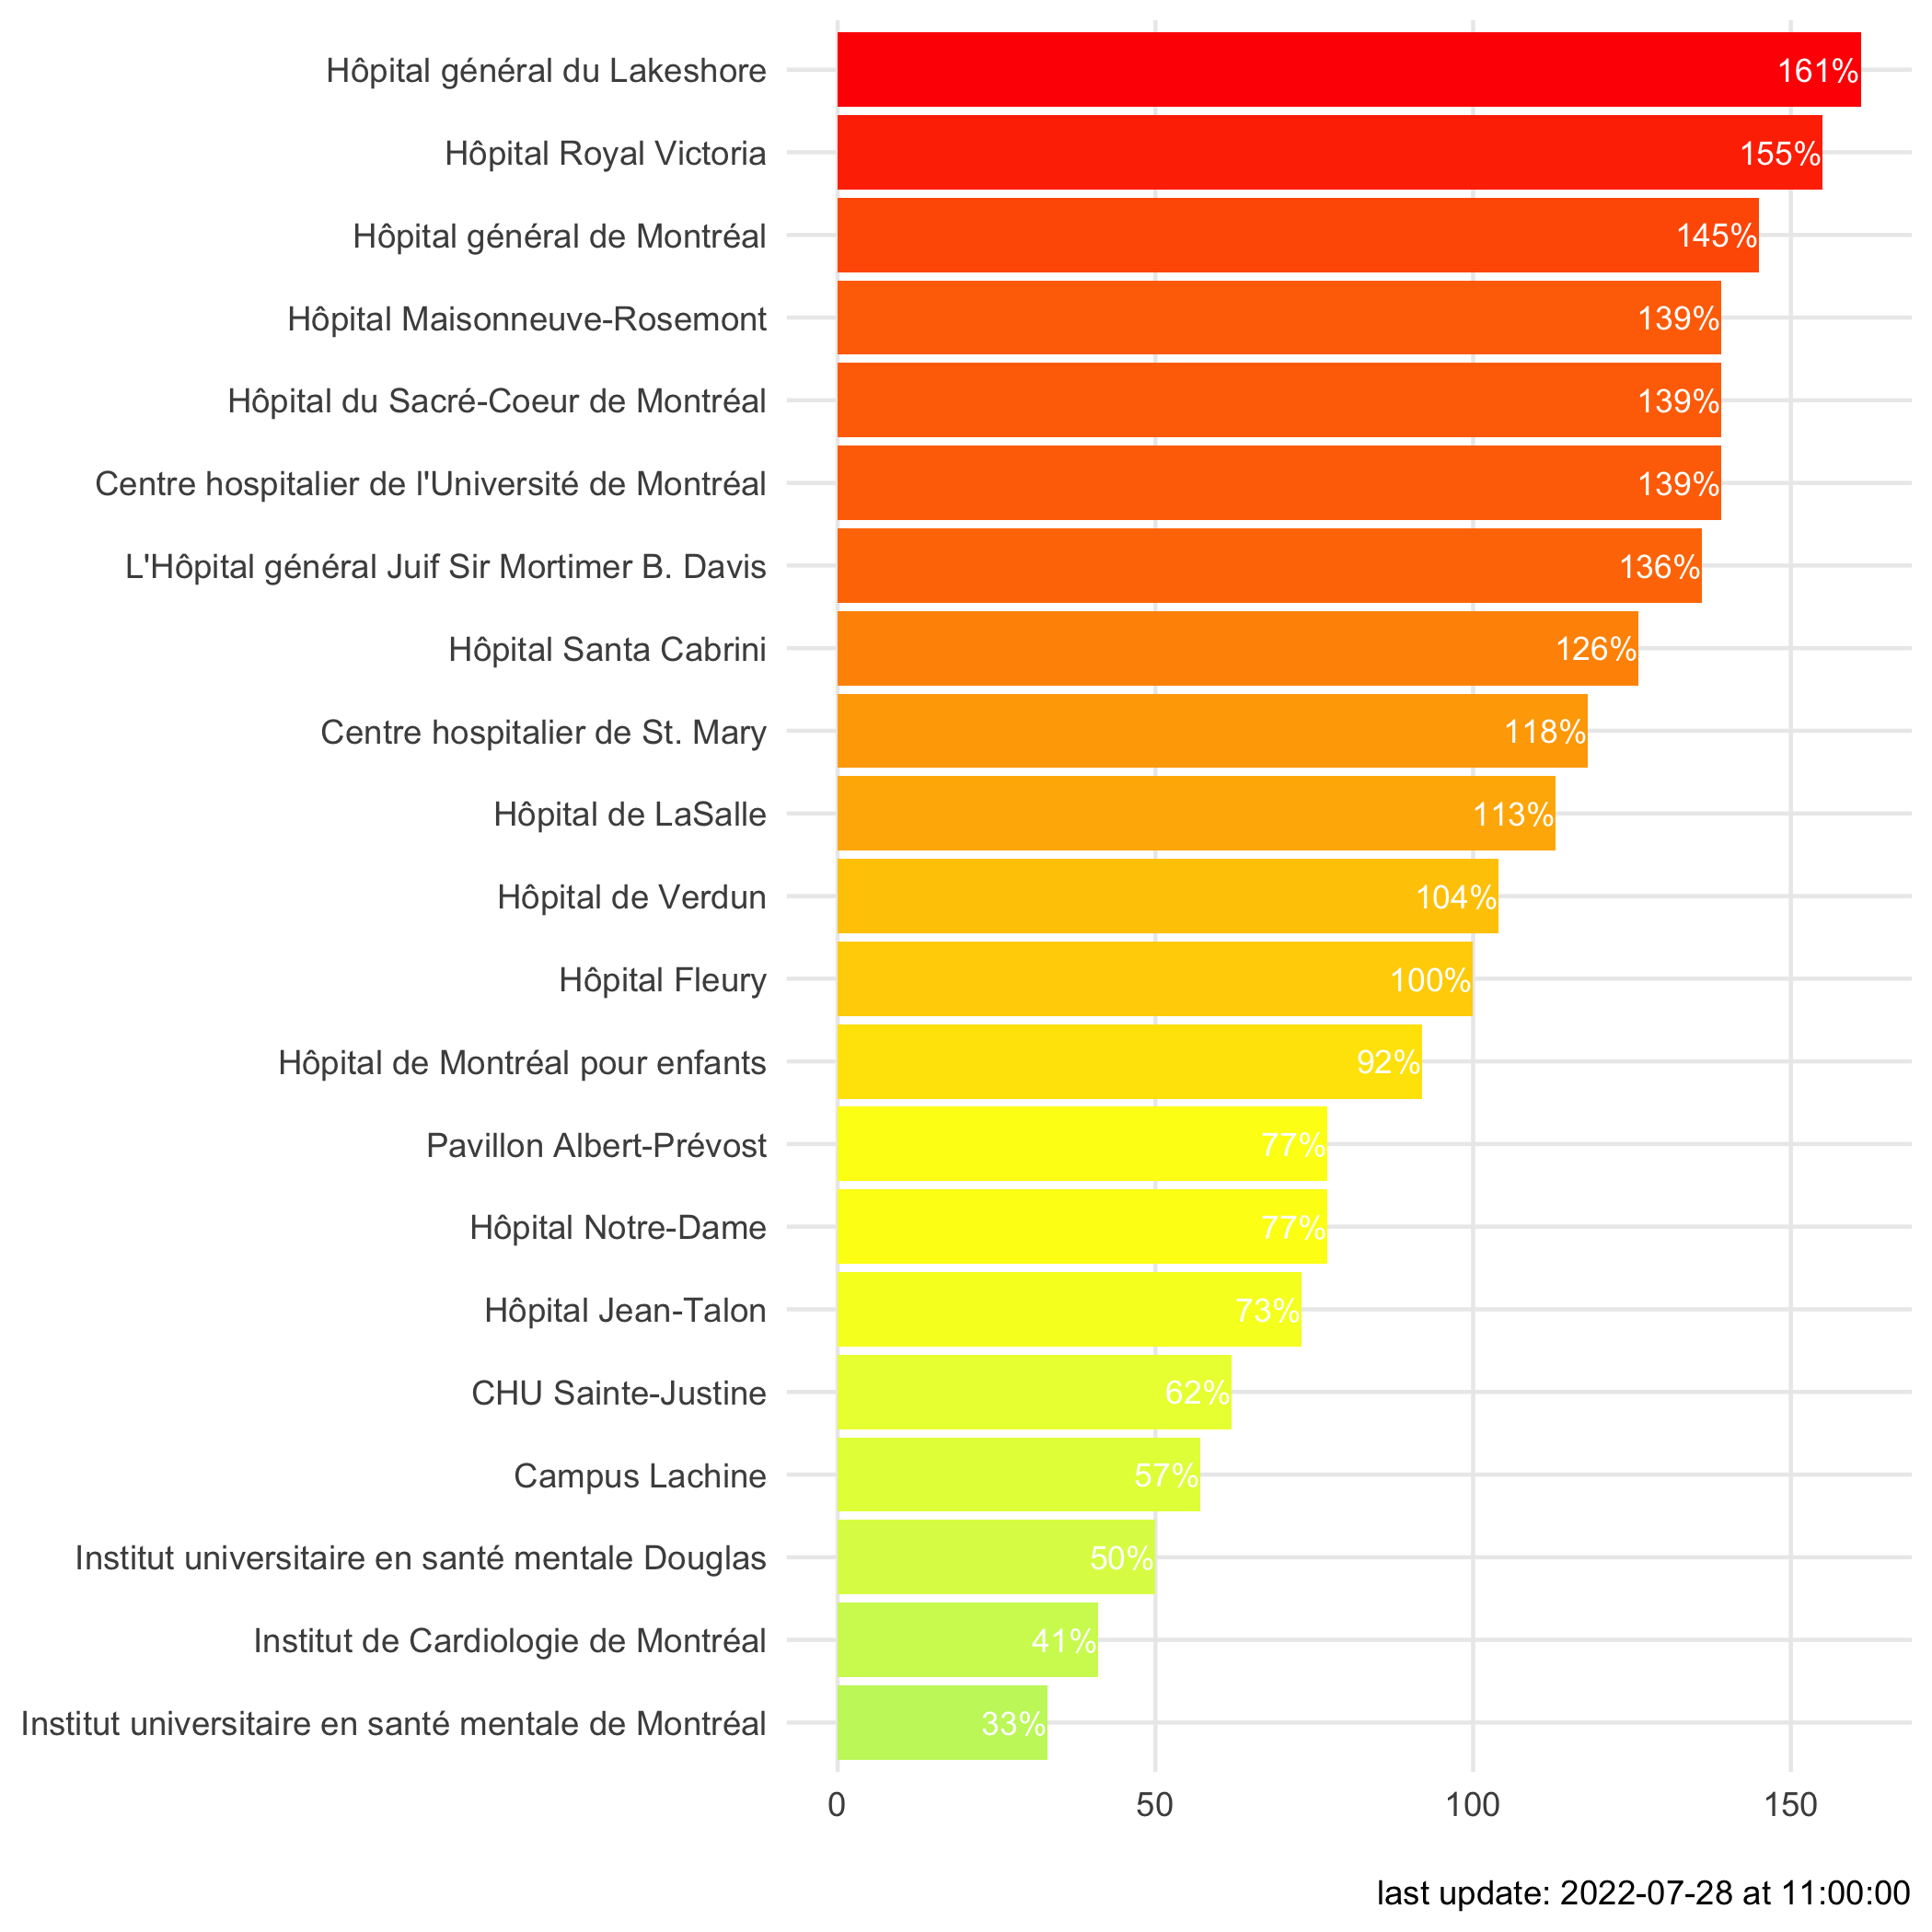 Hôpital général du Lakeshore 161%
Hôpital Royal Victoria 155%
Hôpital général de Montréal 145%
Hôpital Maisonneuve-Rosemont 139%
Hôpital du Sacré-Coeur de Montréal 139%
Centre hospitalier de l'Université de Montréal 139%
L'Hôpital général Juif Sir Mortimer B. Davis 136%
Hôpital Santa Cabrini 126%
Centre hospitalier de St. Mary 118%
Hôpital de LaSalle 113%
Hôpital de Verdun 104%
Hôpital Fleury 100%
Hôpital de Montréal pour enfants 92%
Pavillon Albert-Prévost 77%
Hôpital Notre-Dame 77%
Hôpital Jean-Talon 73%
CHU Sainte-Justine 62%
Campus Lachine 57%
Institut universitaire en santé mentale Douglas 50%
Institut de Cardiologie de Montréal 41%
Institut universitaire en santé mentale de Montréal 33%
0 50 100 150
last update: 2022-07-28 at 11:00:00